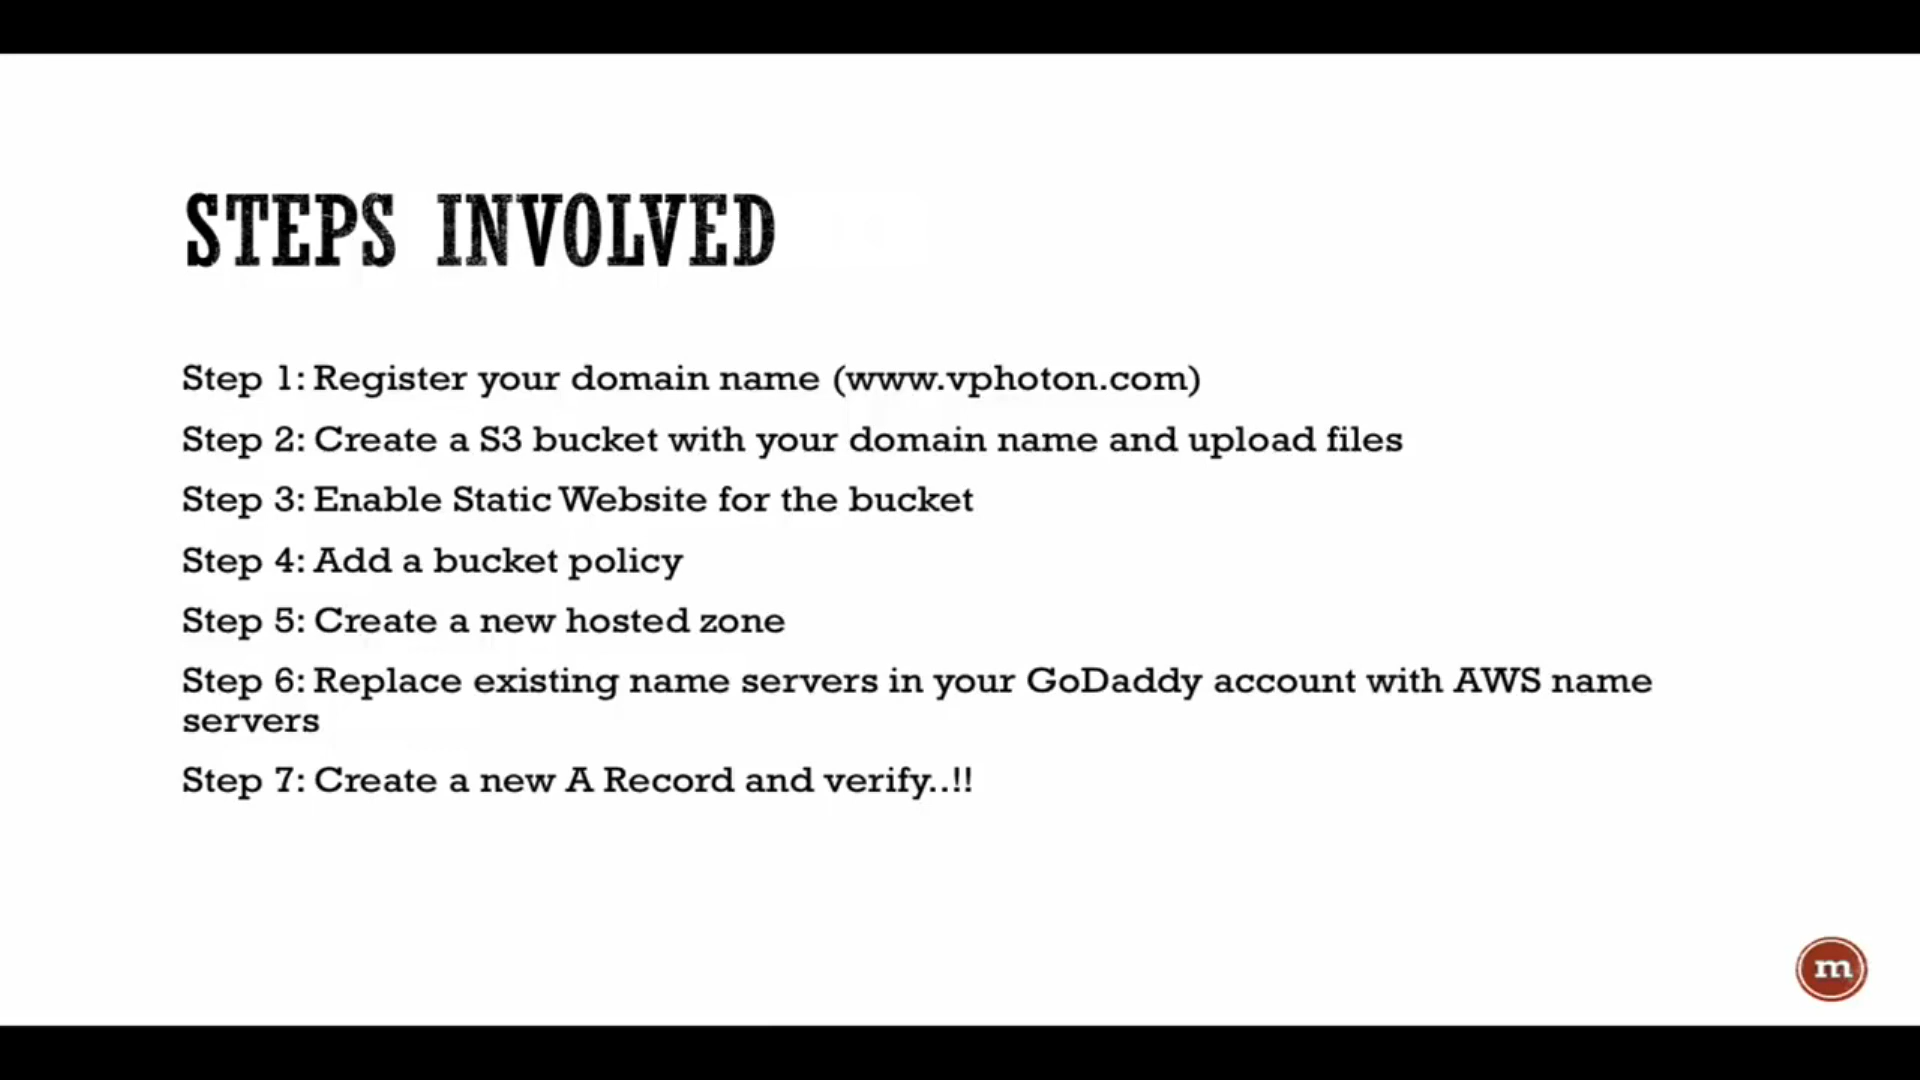 STEPS INVOLVED
Step 1: Register your domain name (www.vphoton.com)
Step 2: Create a S3 bucket with your domain name and upload files
Step 3: Enable Static Website for the bucket
Step 4: Add a bucket policy
Step 5: Create a new hosted zone
Step 6: Replace existing name servers in your GoDaddy account with AWS name
servers
Step 7: Create a new A Record and verify..!!
m